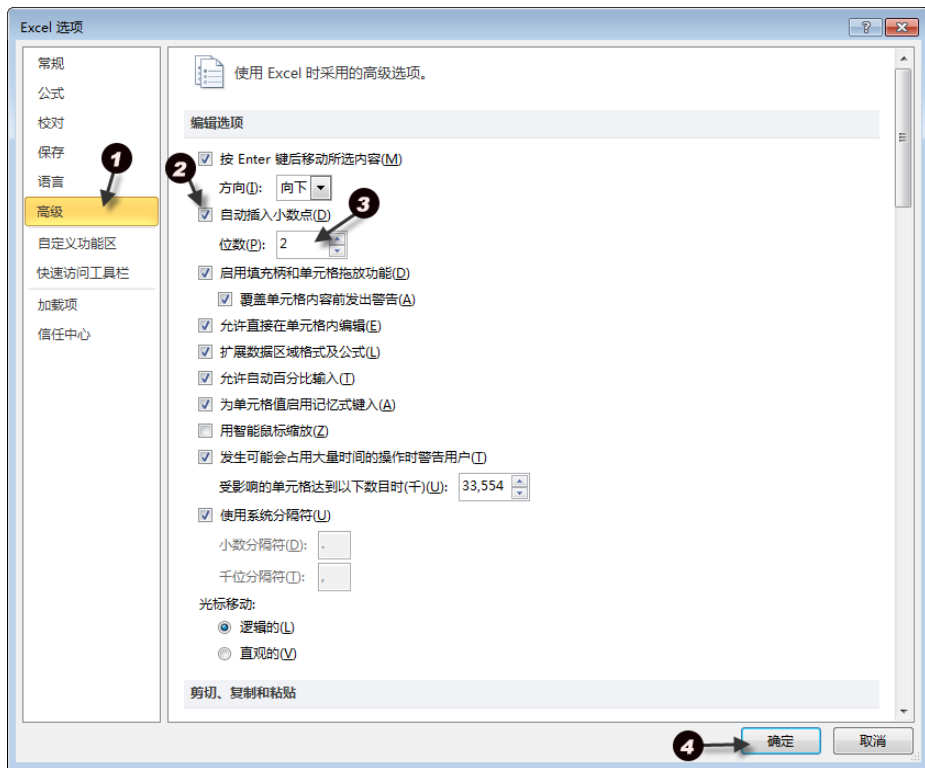 Excel 选项
常规
公式
校对
保存
语言
高级
自定义功能区
快速访问工具栏
加载项
信任中心
使用 Excel 时采用的高级选项。
编辑选项
按 Enter 键后移动所选内容(M)
方向(I): 向下
自动插入小数点(D)
位数(P): 2
启用填充柄和单元格拖放功能(D)
覆盖单元格内容前发出警告(A)
允许直接在单元格内编辑(E)
扩展数据区域格式及公式(L)
允许自动百分比输入(T)
为单元格值启用记忆式键入(A)
用智能鼠标缩放(Z)
发生可能会占用大量时间的操作时警告用户(T)
受影响的单元格达到以下数目时(千)(U): 33,554
使用系统分隔符(U)
小数分隔符(D): .
千位分隔符(T): ,
光标移动:
逻辑的(L)
直观的(V)
剪切、复制和粘贴
确定 取消
1
2
3
4